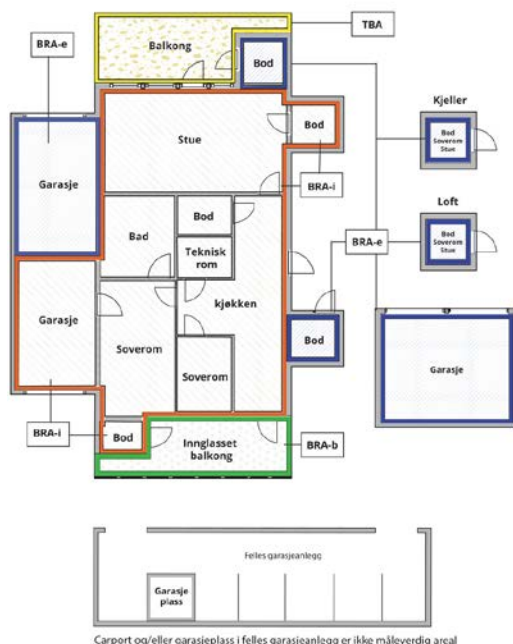 TBA
Balkong
BRA-e
Bod
Kjeller
Bod
Soverom
Stue
Stue
Bod
BRA-i
Loft
Garasje
Bad
Bod
Teknisk
rom
BRA-e
Bod
Soverom
Stue
Garasje
kjøkken
Soverom
Soverom
Bod
Garasje
BRA-i
Bod
Innglasset
balkong
BRA-b
Felles garasjeanlegg
Garasje
plass
Carport og/eller garasjeplass i felles garasjeanlegg er ikke måleverdig areal